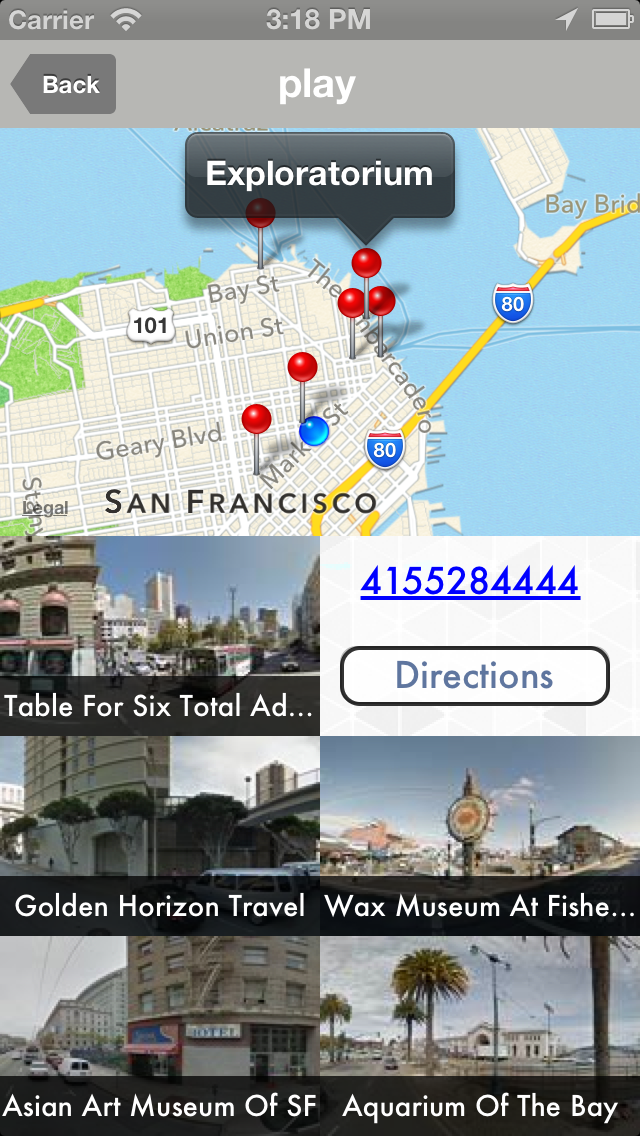 Carrier 3:18 PM
Back play
Alcatraz
Exploratorium
Bay Brid
Bay St
The Embarcadero
80
101
Union St
Geary Blvd
Market St
80
Legal
SAN FRANCISCO
4155284444
Directions
Table For Six Total Ad...
Golden Horizon Travel
Wax Museum At Fishe...
HOTEL
Asian Art Museum Of SF
Aquarium Of The Bay